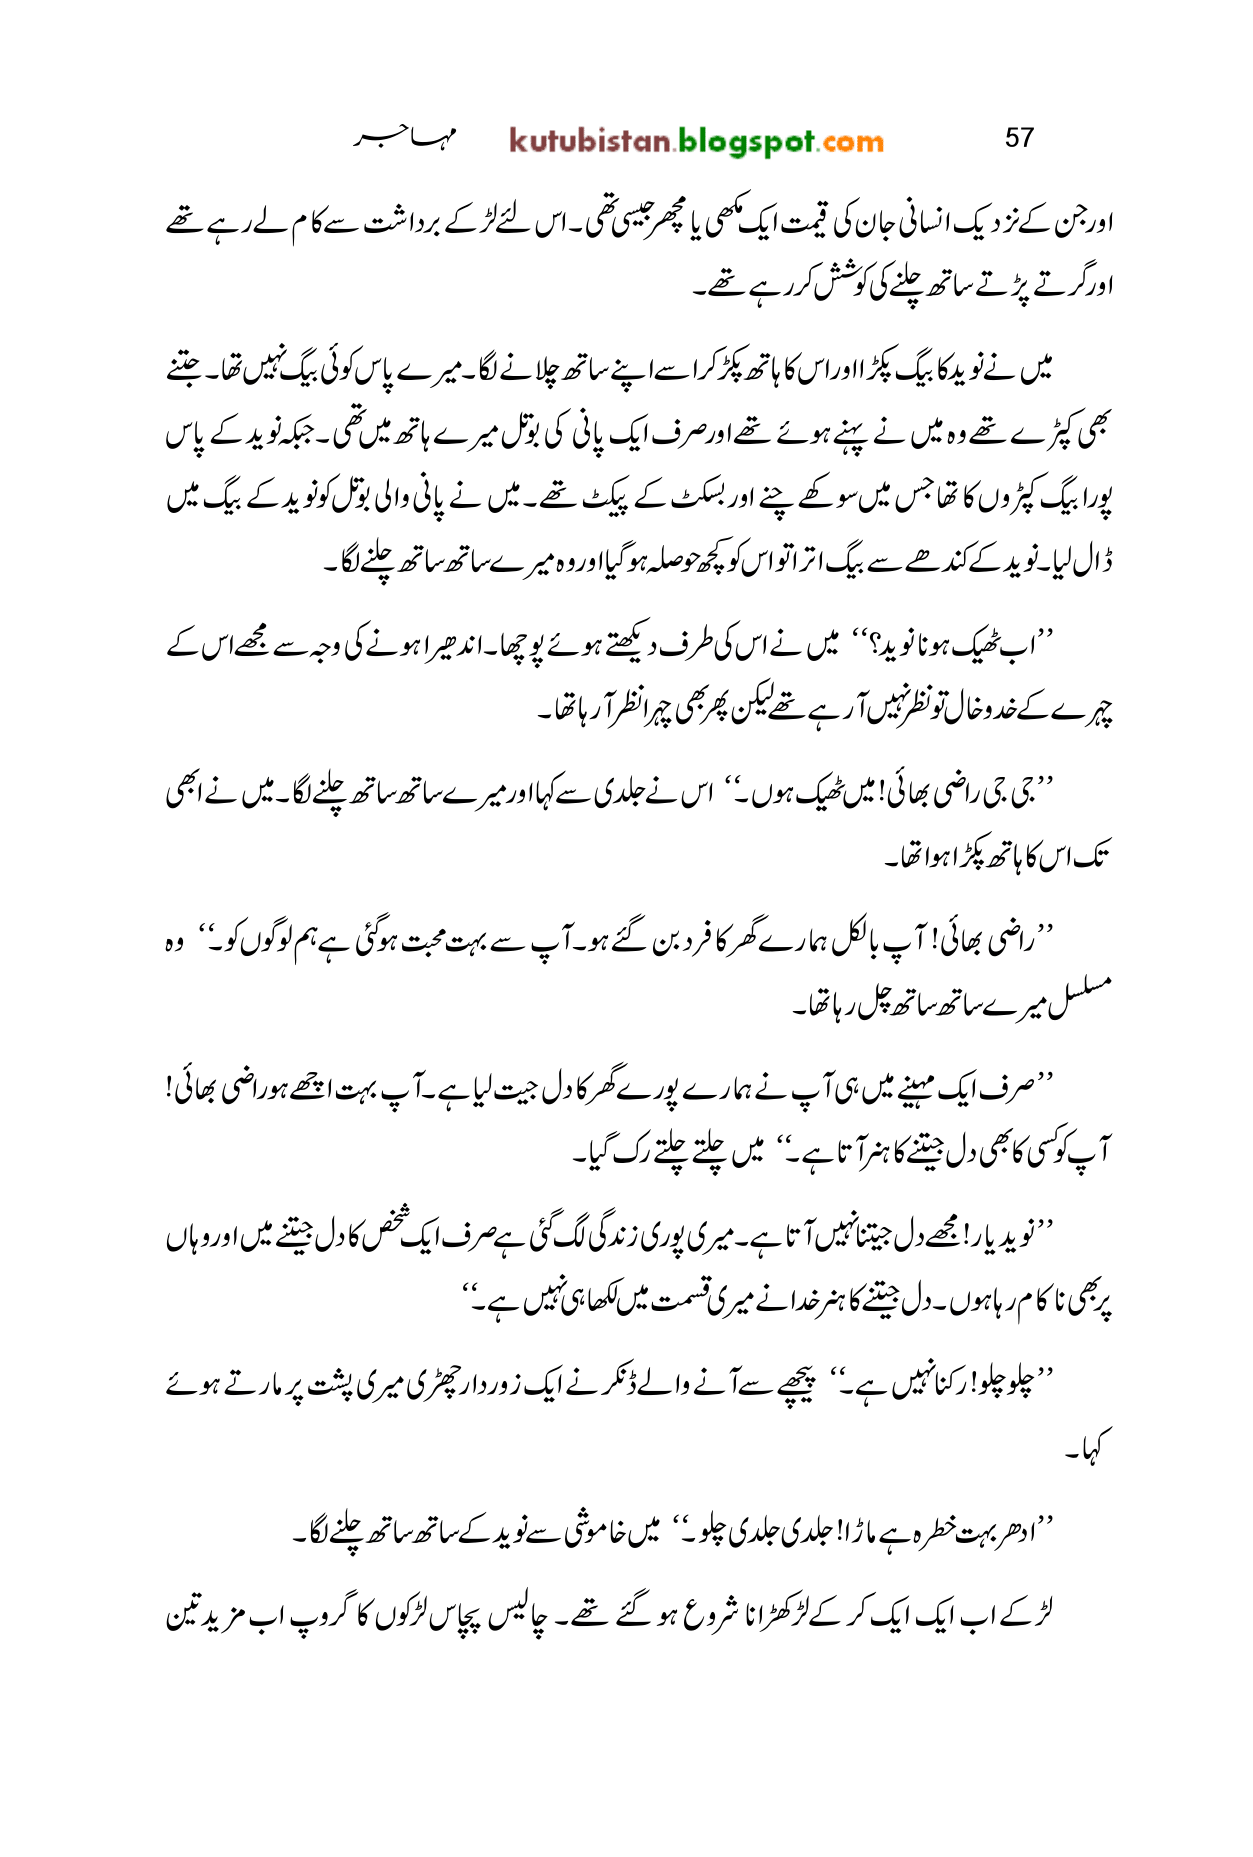 57 kutubistan.blogspot.com مہاجر
اور جن کے نزدیک انسانی جان کی قیمت ایک مکھی یا مچھر جیسی تھی۔ اس لئے لڑکے برداشت سے کام لے رہے تھے
اور گرتے پڑتے ساتھ چلنے کی کوشش کر رہے تھے۔
میں نے نوید کا بیگ پکڑا اور اس کا ہاتھ پکڑ کر اسے اپنے ساتھ چلانے لگا۔ میرے پاس کوئی بیگ نہیں تھا۔ جتنے
بھی کپڑے تھے وہ میں نے پہنے ہوئے تھے اور صرف ایک پانی کی بوتل میرے ہاتھ میں تھی۔ جبکہ نوید کے پاس
پورا بیگ کپڑوں کا تھا جس میں سوکھے چنے اور بسکٹ کے پیکٹ تھے۔ میں نے پانی والی بوتل کو نوید کے بیگ میں
ڈال لیا۔ نوید کے کندھے سے بیگ اترا تو اس کو کچھ حوصلہ ہو گیا اور وہ میرے ساتھ ساتھ چلنے لگا۔
’’اب ٹھیک ہونا نوید؟‘‘ میں نے اس کی طرف دیکھتے ہوئے پوچھا۔ اندھیرا ہونے کی وجہ سے مجھے اس کے
چہرے کے خدوخال تو نظر نہیں آ رہے تھے لیکن پھر بھی چہرا نظر آ رہا تھا۔
’’جی جی راضی بھائی! میں ٹھیک ہوں۔‘‘ اس نے جلدی سے کہا اور میرے ساتھ ساتھ چلنے لگا۔ میں نے ابھی
تک اس کا ہاتھ پکڑا ہوا تھا۔
’’راضی بھائی! آپ بالکل ہمارے گھر کا فرد بن گئے ہو۔ آپ سے بہت محبت ہو گئی ہے ہم لوگوں کو۔‘‘ وہ
مسلسل میرے ساتھ ساتھ چل رہا تھا۔
’’صرف ایک مہینے میں ہی آپ نے ہمارے پورے گھر کا دل جیت لیا ہے۔ آپ بہت اچھے ہو راضی بھائی!
آپ کو کسی کا بھی دل جیتنے کا ہنر آتا ہے۔‘‘ میں چلتے چلتے رک گیا۔
’’نوید یار! مجھے دل جیتنا نہیں آتا ہے۔ میری پوری زندگی لگ گئی ہے صرف ایک شخص کا دل جیتنے میں اور وہاں
پر بھی ناکام رہا ہوں۔ دل جیتنے کا ہنر خدا نے میری قسمت میں لکھا ہی نہیں ہے۔‘‘
’’چلو چلو! رکنا نہیں ہے۔‘‘ پیچھے سے آنے والے ڈنکر نے ایک زوردار چھڑی میری پشت پر مارتے ہوئے
کہا۔
’’ادھر بہت خطرہ ہے ماڑا! جلدی جلدی چلو۔‘‘ میں خاموشی سے نوید کے ساتھ ساتھ چلنے لگا۔
لڑکے اب ایک ایک کر کے لڑکھڑانا شروع ہو گئے تھے۔ چالیس پچاس لڑکوں کا گروپ اب مزید تین